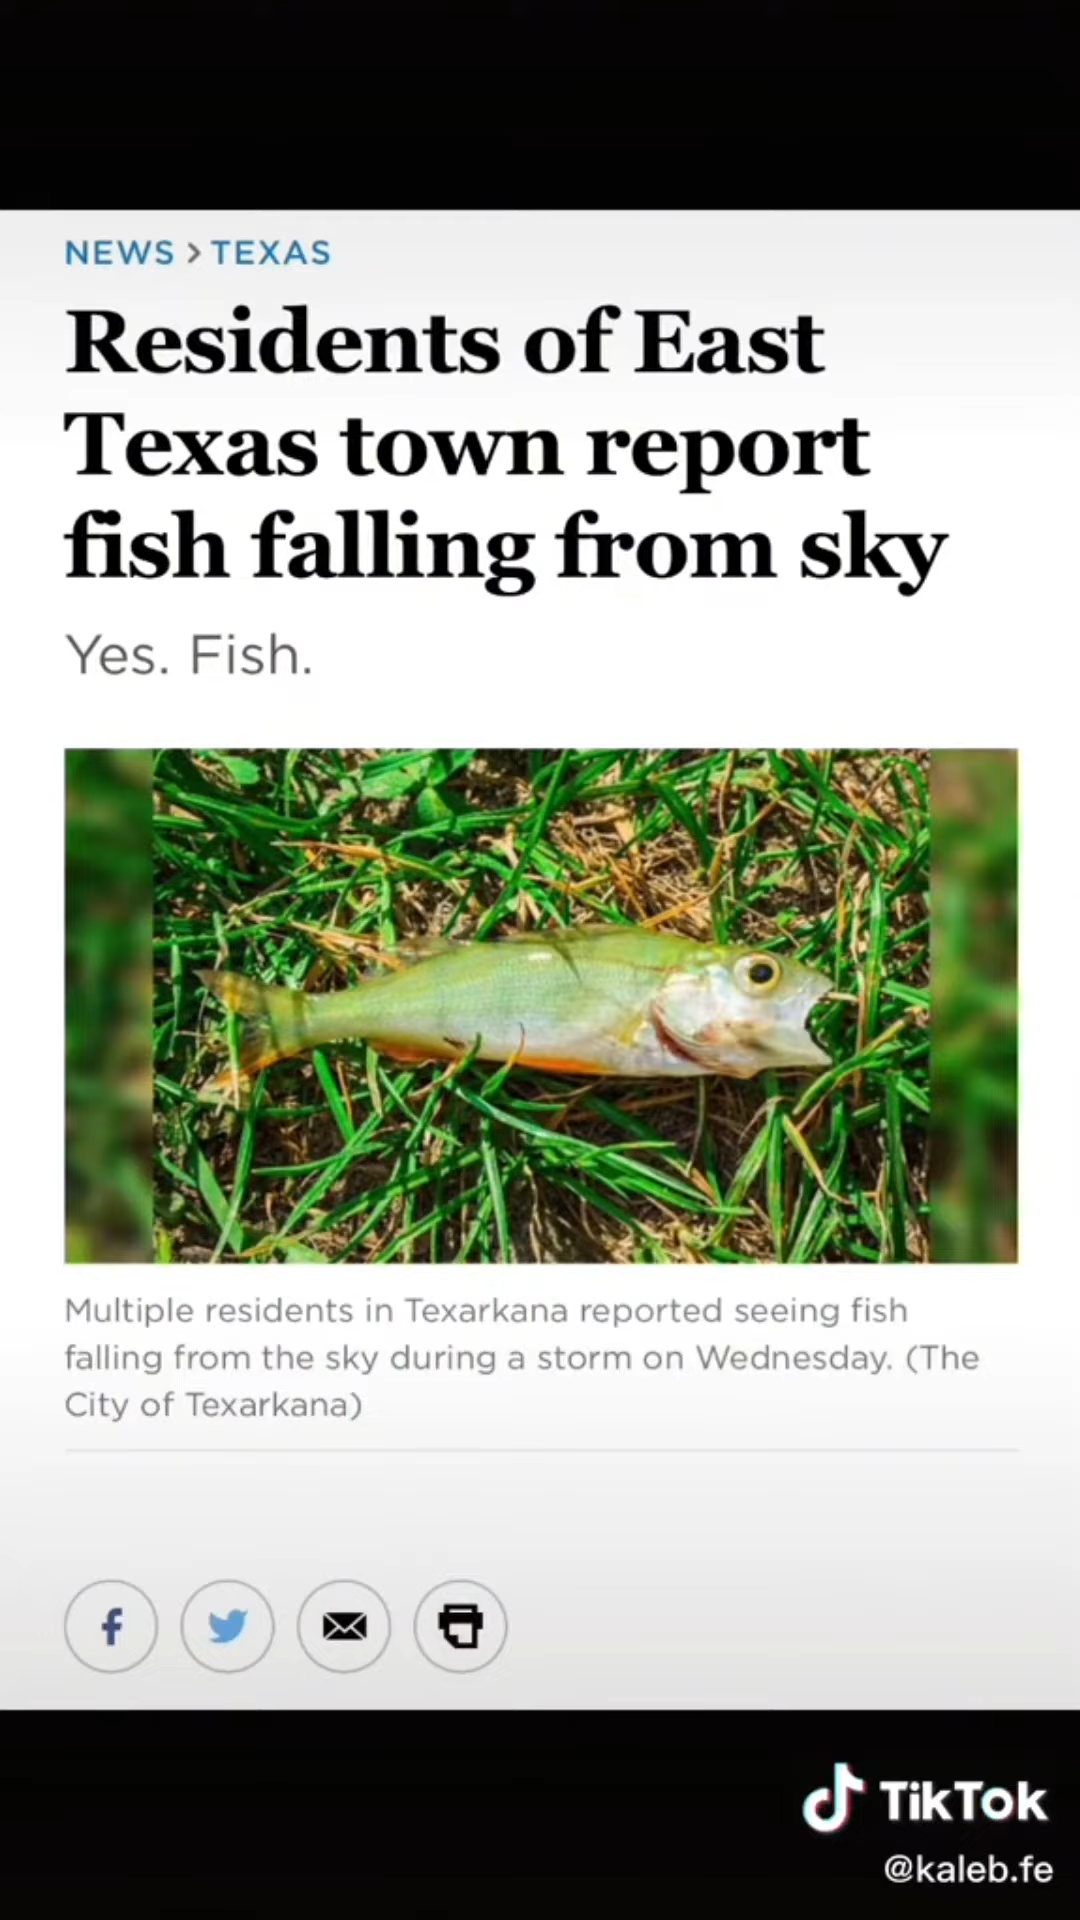 NEWS > TEXAS
Residents of East
Texas town report
fish falling from sky
Yes. Fish.
Multiple residents in Texarkana reported seeing fish
falling from the sky during a storm on Wednesday. (The
City of Texarkana)
TikTok
@kaleb.fe